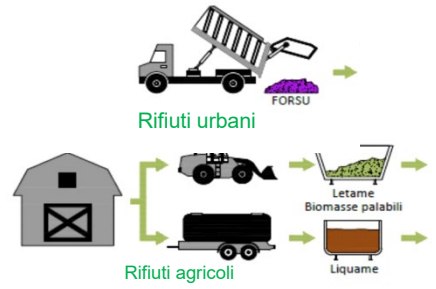 FORSU
Rifiuti urbani
Letame
Biomasse palabili
Rifiuti agricoli
Liquame